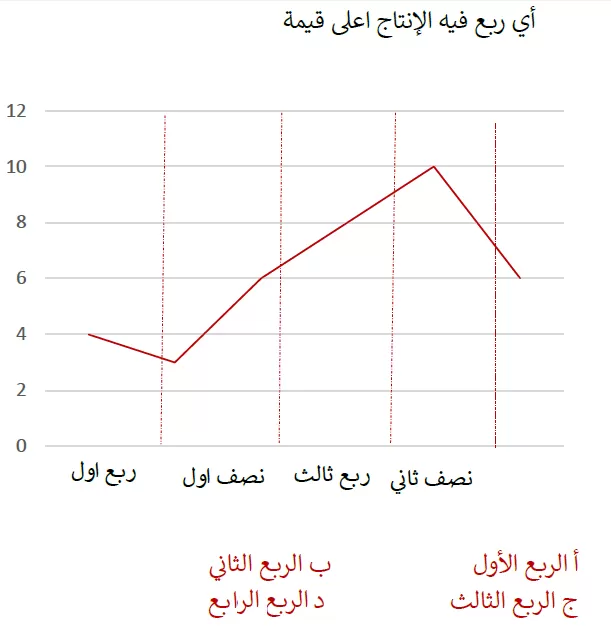 أي ربع فيه الإنتاج اعلى قيمة
12
10
8
6
4
2
0
ربع اول نصف اول ربع ثالث نصف ثاني
أ الربع الأول ب الربع الثاني
ج الربع الثالث د الربع الرابع